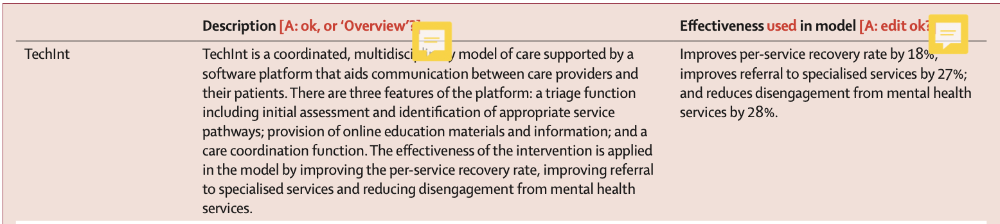 Description [A: ok, or ‘Overview’?]
Effectiveness used in model [A: edit ok?
TechInt
TechInt is a coordinated, multidisciplinary model of care supported by a
software platform that aids communication between care providers and
their patients. There are three features of the platform: a triage function
including initial assessment and identification of appropriate service
pathways; provision of online education materials and information; and a
care coordination function. The effectiveness of the intervention is applied
in the model by improving the per-service recovery rate, improving referral
to specialised services and reducing disengagement from mental health
services.
Improves per-service recovery rate by 18%;
improves referral to specialised services by 27%;
and reduces disengagement from mental health
services by 28%.